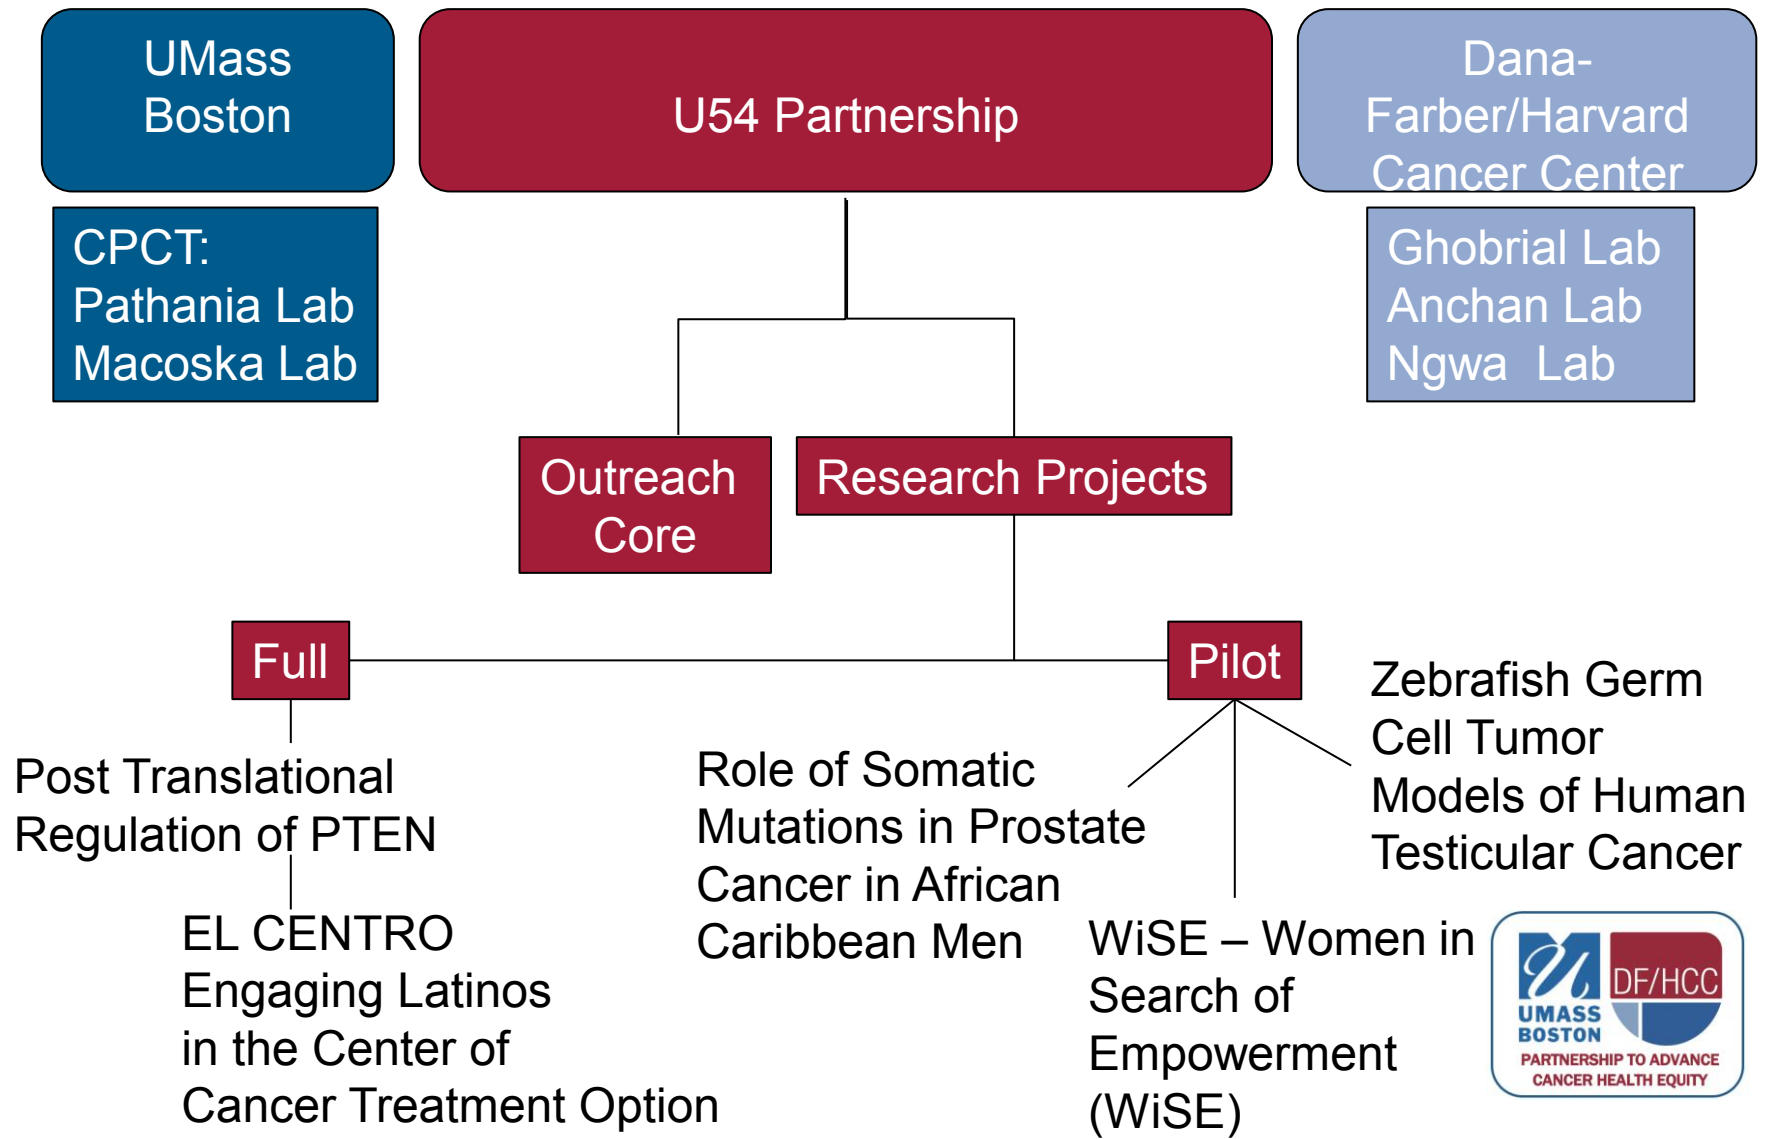 UMass
Boston
U54 Partnership
Dana-
Farber/Harvard
Cancer Center
CPCT:
Pathania Lab
Macoska Lab
Ghobrial Lab
Anchan Lab
Ngwa  Lab
Outreach
Core
Research Projects
Full
Pilot
Post Translational
Regulation of PTEN
EL CENTRO
Engaging Latinos
in the Center of
Cancer Treatment Option
Role of Somatic
Mutations in Prostate
Cancer in African
Caribbean Men
WiSE – Women in
Search of
Empowerment
(WiSE)
Zebrafish Germ
Cell Tumor
Models of Human
Testicular Cancer
UMASS
BOSTON
DF/HCC
PARTNERSHIP TO ADVANCE
CANCER HEALTH EQUITY